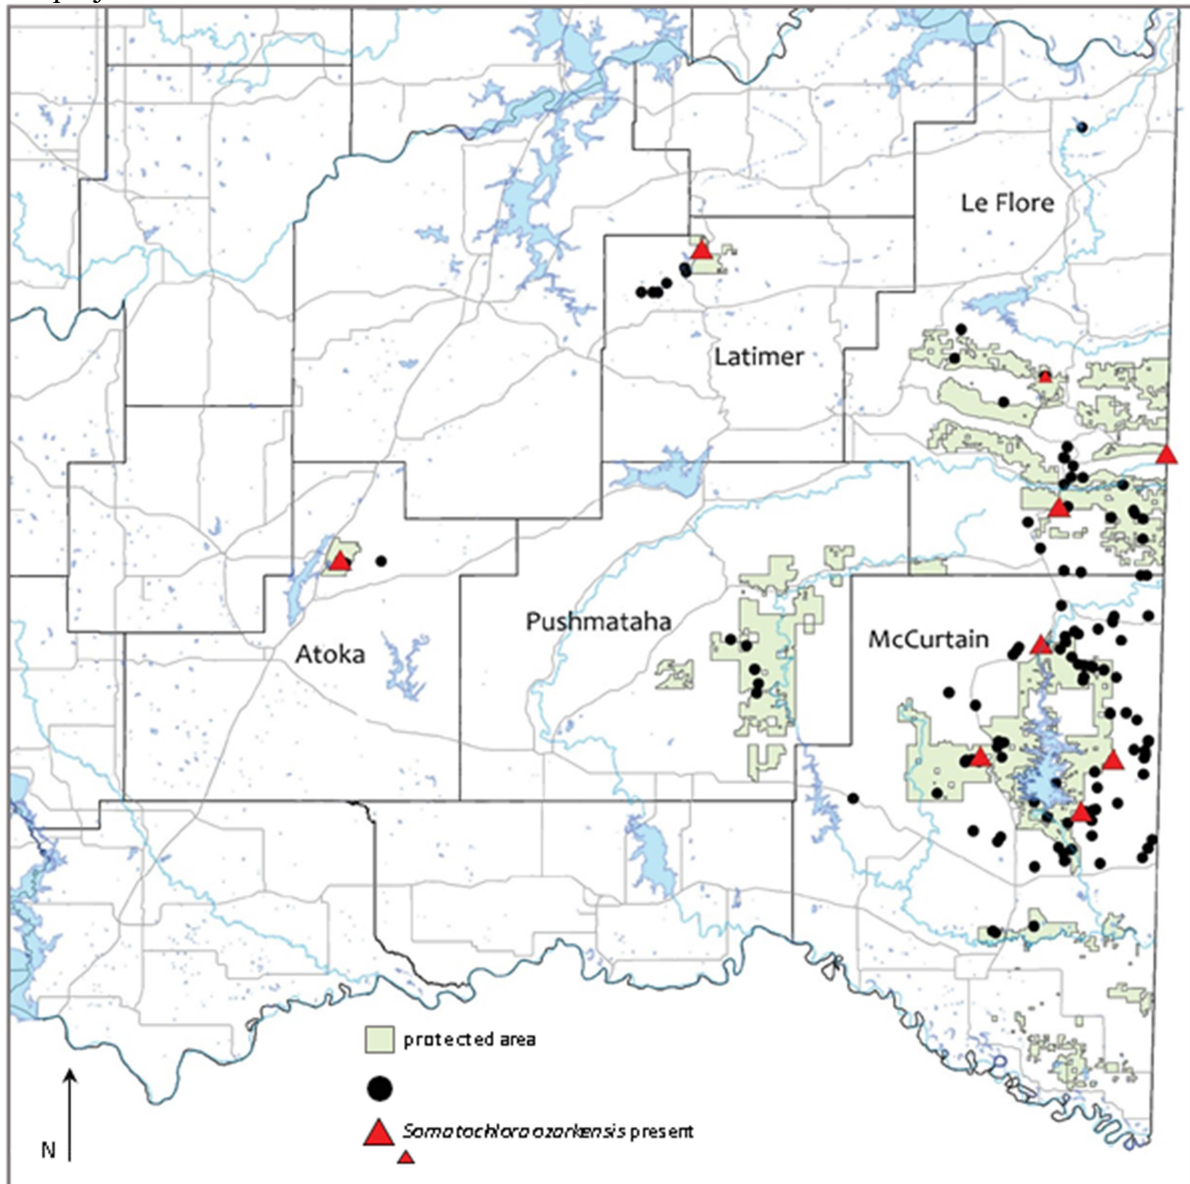 Le Flore
Latimer
Pushmataha
McCurtain
Atoka
protected area
N
Somatochlora ozarkensis present